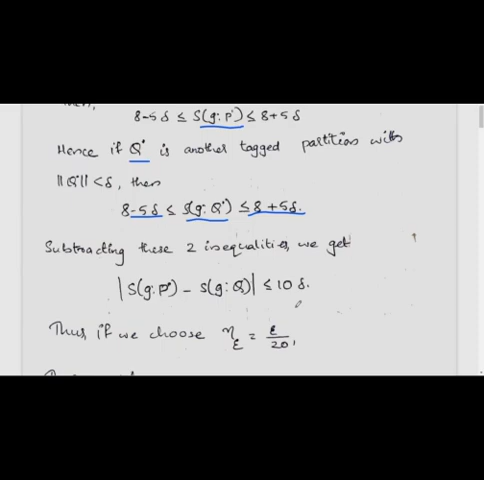 then,
8-5δ ≤ S(g:Ṗ) ≤ 8+5δ
Hence if Q̇ is another tagged partition with
||Q̇|| < δ, then
8-5δ ≤ S(g:Q̇) ≤ 8+5δ.
Subtracting these 2 inequalities, we get
|S(g:Ṗ) - S(g:Q̇)| ≤ 10δ.
Thus if we choose η_ε = ε/20,